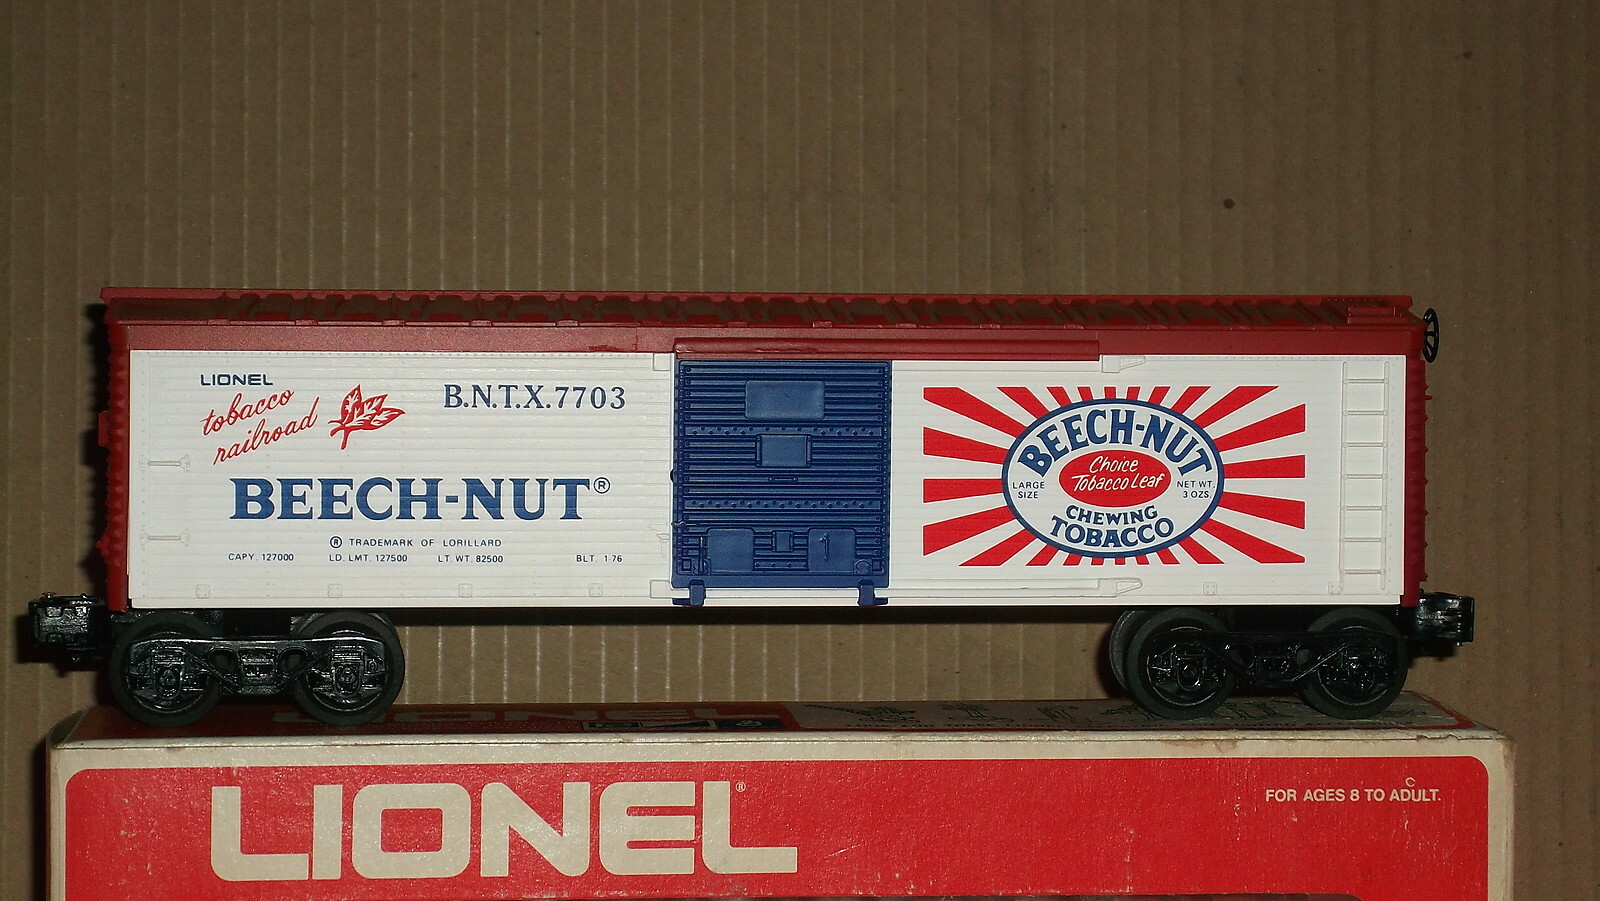 LIONEL
tobacco
railroad
B.N.T.X.7703
BEECH-NUT®
® TRADEMARK OF LORILLARD
CAPY. 127000 LD. LMT. 127500 LT. WT. 82500 BLT. 1-76
BEECH-NUT
Choice
Tobacco Leaf
LARGE
SIZE
NET WT.
3 OZS.
CHEWING
TOBACCO
LIONEL
LIONEL®
FOR AGES 8 TO ADULT.